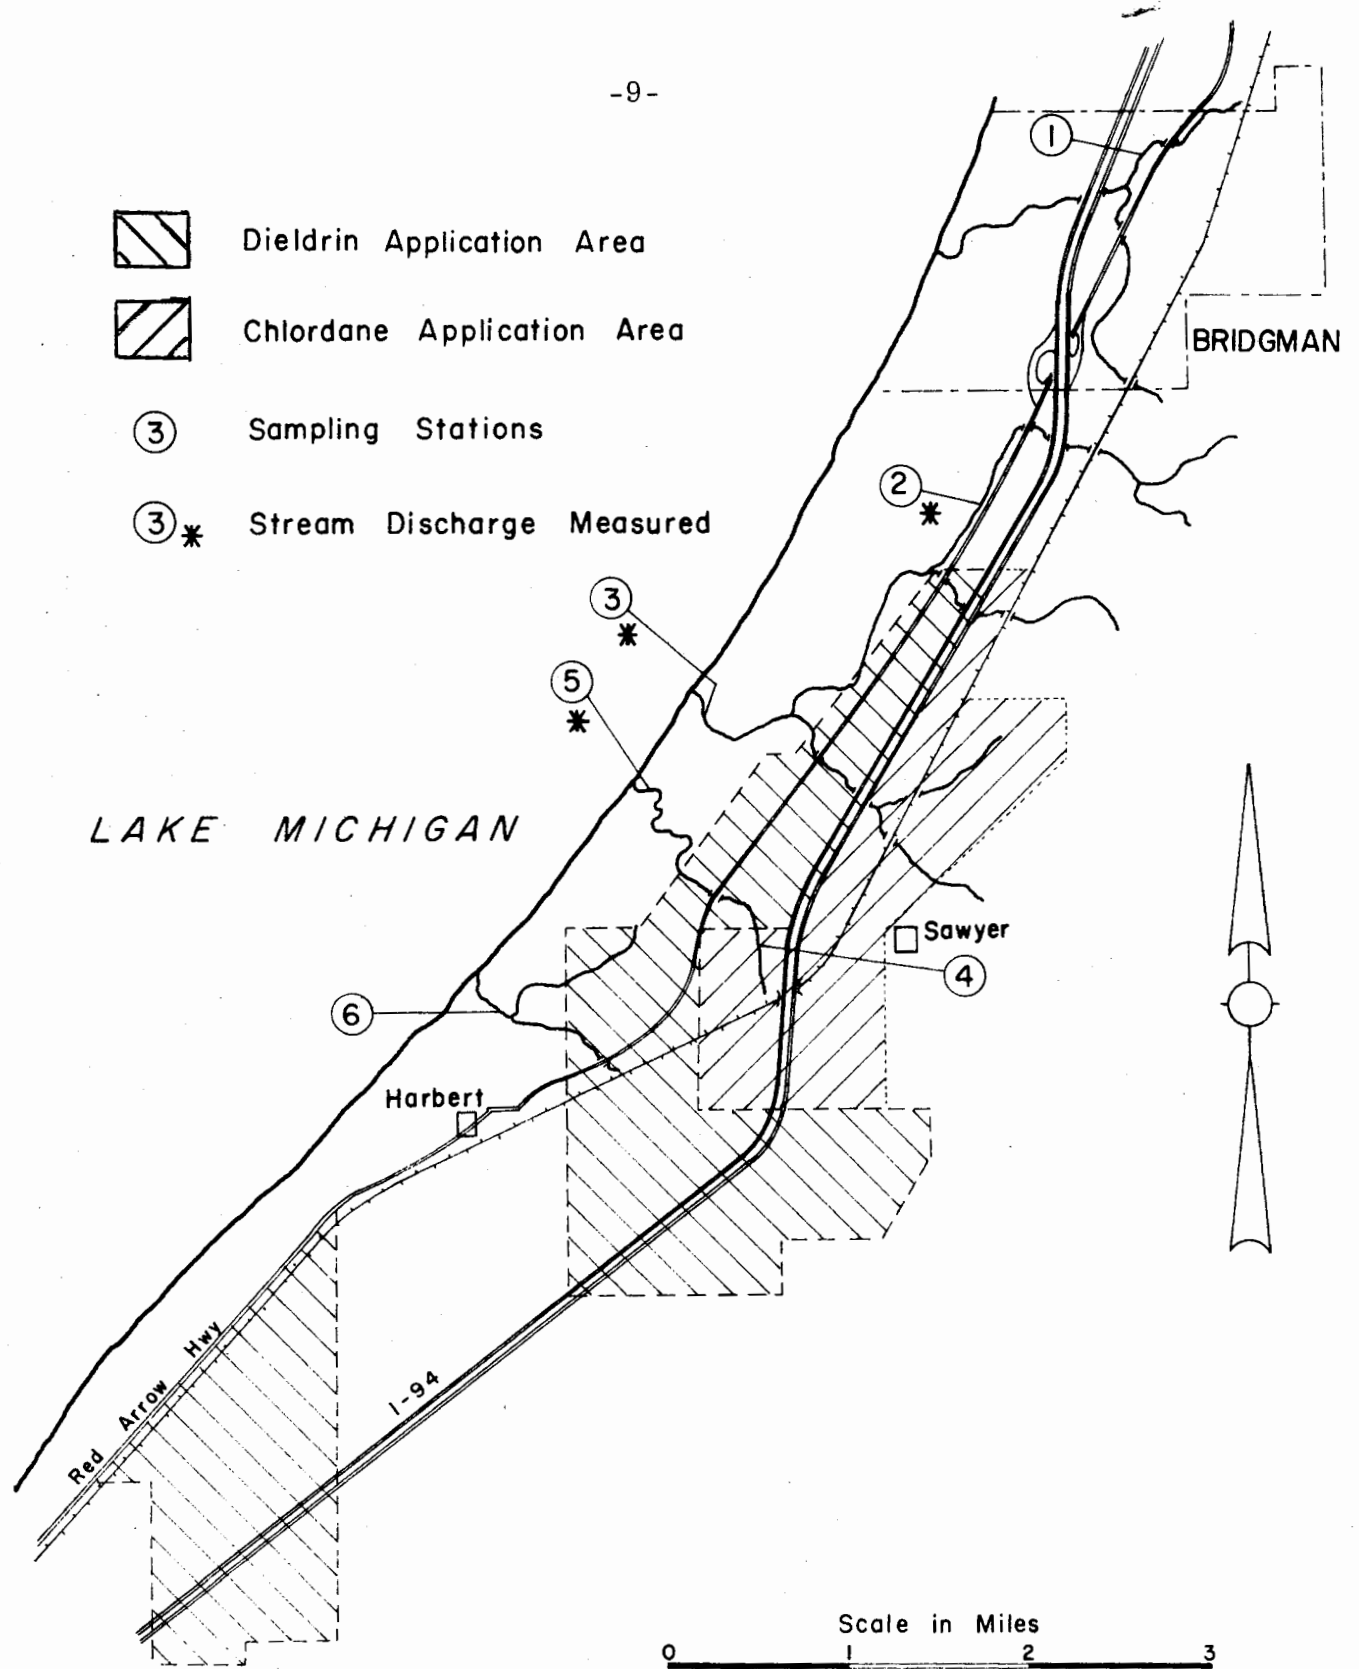 -9-
1
Dieldrin Application Area
Chlordane Application Area
BRIDGMAN
3 Sampling Stations
2
*
3 * Stream Discharge Measured
3
*
5
*
LAKE MICHIGAN
Sawyer
4
6
Harbert
Red Arrow Hwy
I-94
Scale in Miles
0 1 2 3